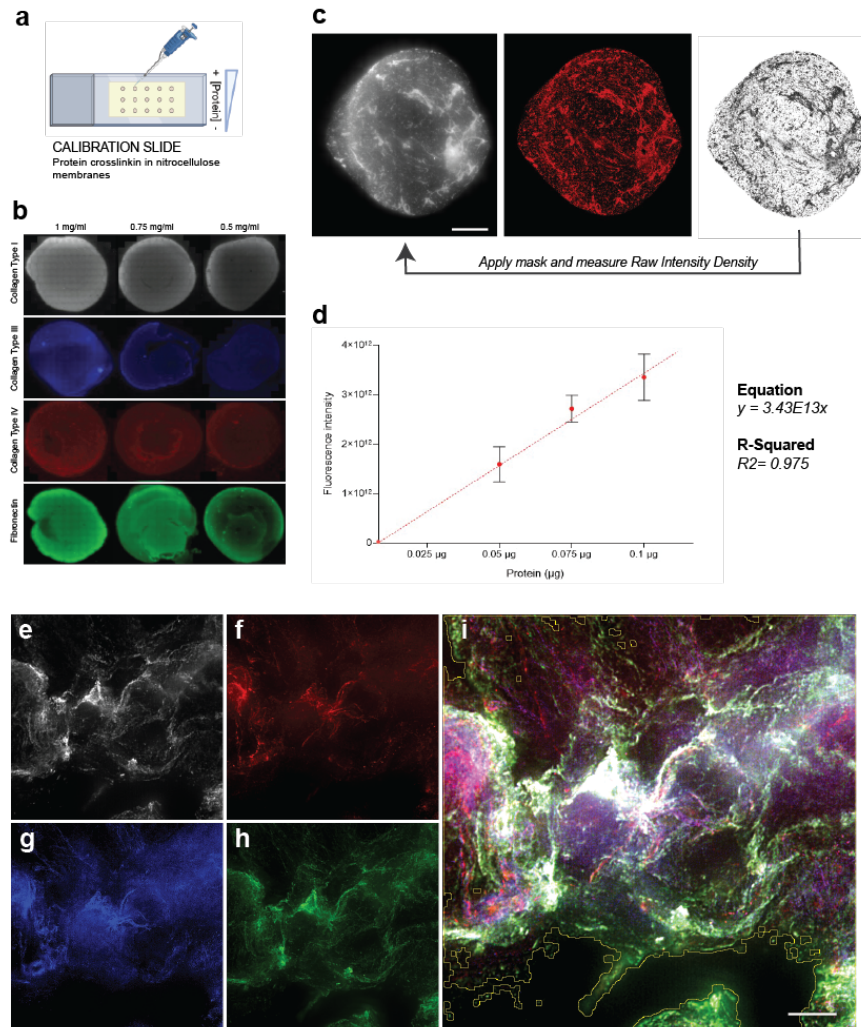 a
+
[Protein]
-
CALIBRATION SLIDE
Protein crosslinkin in nitrocellulose
membranes
b
1 mg/ml 0.75 mg/ml 0.5 mg/ml
Collagen Type I
Collagen Type III
Collagen Type IV
Fibronectin
c
Apply mask and measure Raw Intensity Density
d
4×10¹²
3×10¹²
2×10¹²
1×10¹²
0
Fluorescence intensity
0.025 µg 0.05 µg 0.075 µg 0.1 µg
Protein (µg)
Equation
y = 3.43E13x
R-Squared
R2= 0.975
e
f
g
h
i